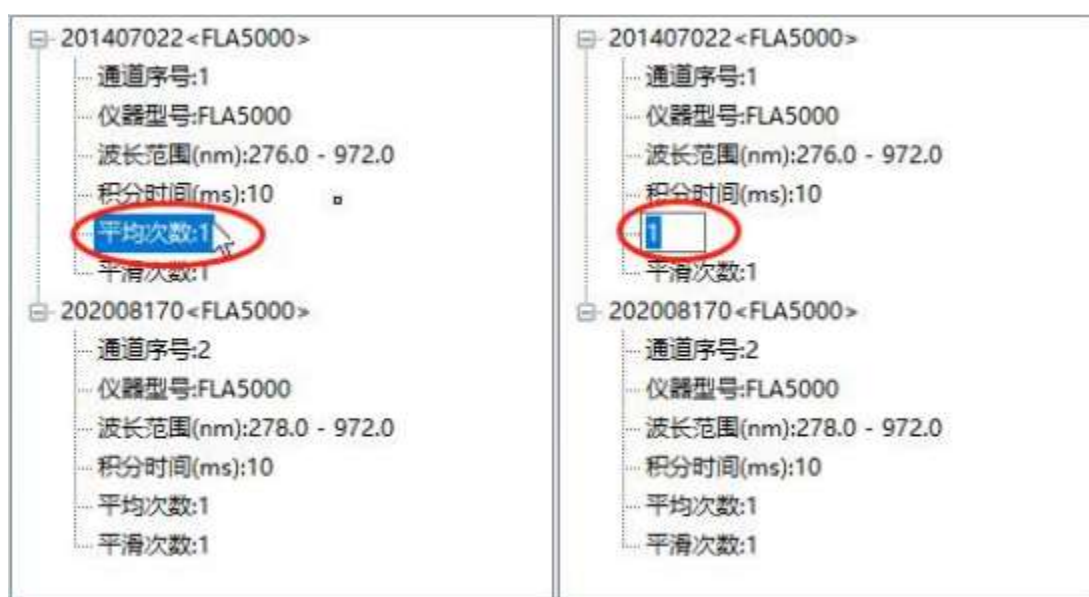 201407022<FLA5000>
通道序号:1
仪器型号:FLA5000
波长范围(nm):276.0 - 972.0
积分时间(ms):10
平均次数:1
平滑次数:1
202008170<FLA5000>
通道序号:2
仪器型号:FLA5000
波长范围(nm):278.0 - 972.0
积分时间(ms):10
平均次数:1
平滑次数:1
201407022<FLA5000>
通道序号:1
仪器型号:FLA5000
波长范围(nm):276.0 - 972.0
积分时间(ms):10
1
平滑次数:1
202008170<FLA5000>
通道序号:2
仪器型号:FLA5000
波长范围(nm):278.0 - 972.0
积分时间(ms):10
平均次数:1
平滑次数:1